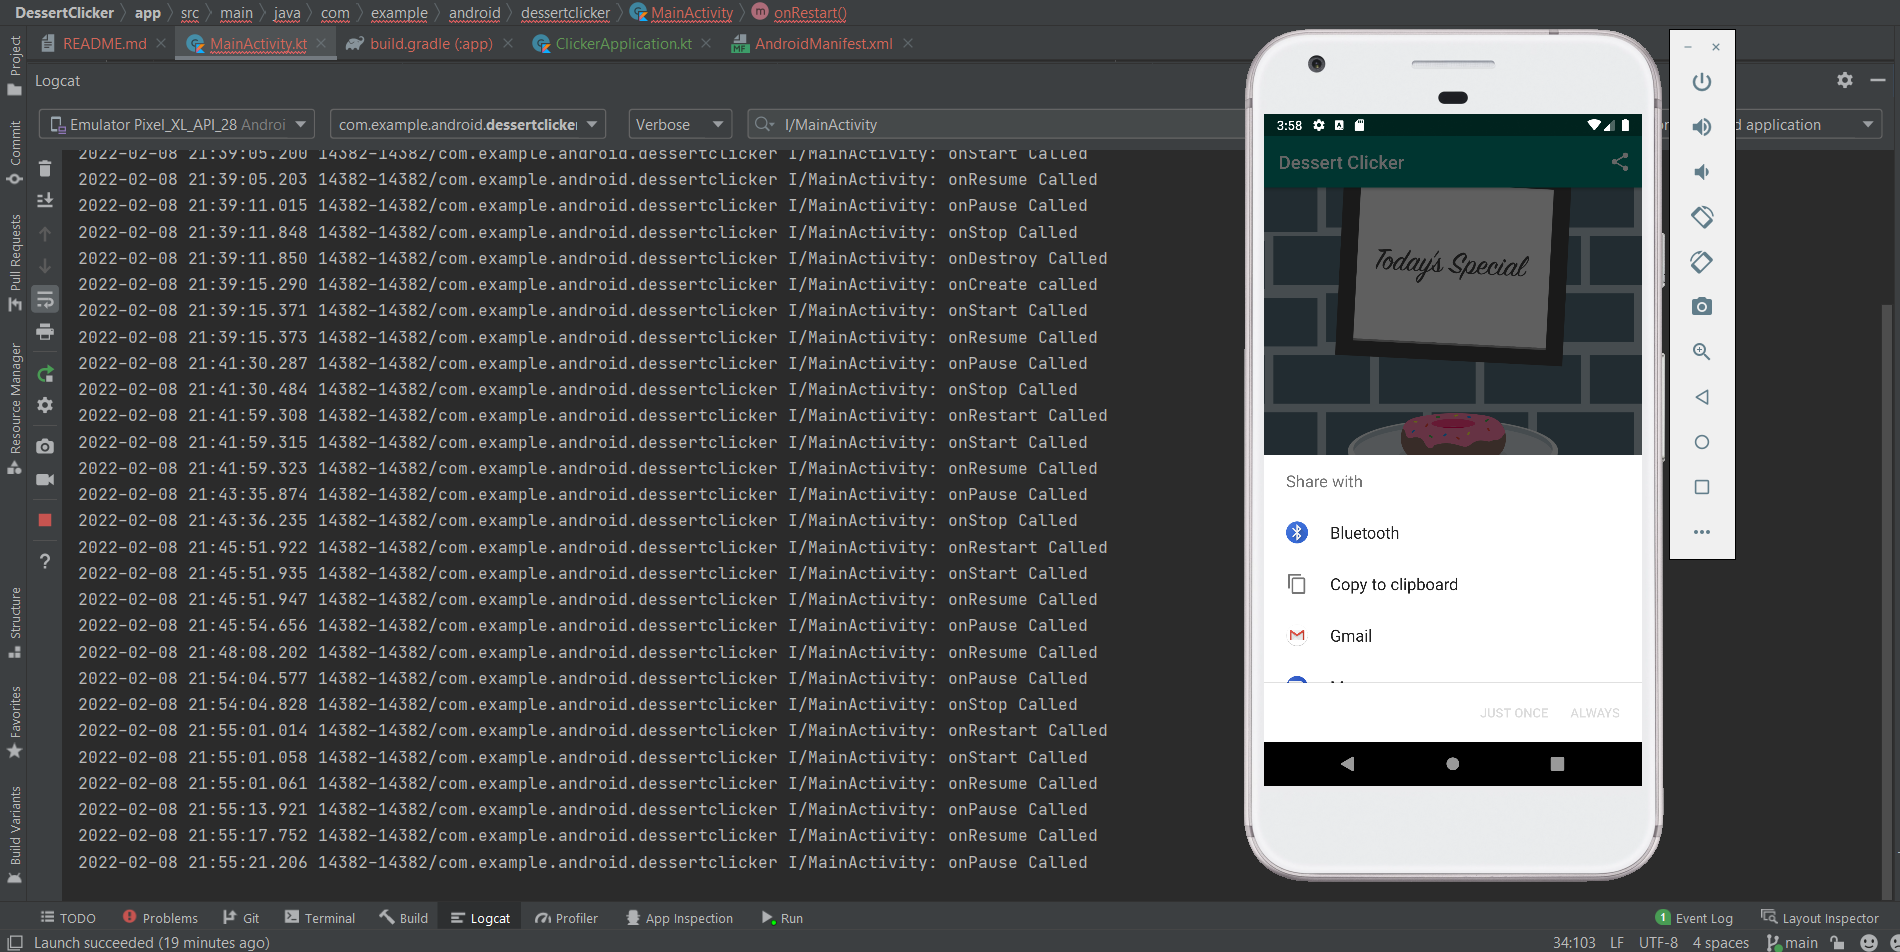 DessertClicker app src main java com example android dessertclicker MainActivity onRestart()
README.md MainActivity.kt build.gradle (:app) ClickerApplication.kt AndroidManifest.xml
Logcat
Emulator Pixel_XL_API_28 Androi com.example.android.dessertclicker Verbose I/MainActivity d application
2022-02-08 21:39:05.200 14382-14382/com.example.android.dessertclicker I/MainActivity: onStart Called
2022-02-08 21:39:05.203 14382-14382/com.example.android.dessertclicker I/MainActivity: onResume Called
2022-02-08 21:39:11.015 14382-14382/com.example.android.dessertclicker I/MainActivity: onPause Called
2022-02-08 21:39:11.848 14382-14382/com.example.android.dessertclicker I/MainActivity: onStop Called
2022-02-08 21:39:11.850 14382-14382/com.example.android.dessertclicker I/MainActivity: onDestroy Called
2022-02-08 21:39:15.290 14382-14382/com.example.android.dessertclicker I/MainActivity: onCreate called
2022-02-08 21:39:15.371 14382-14382/com.example.android.dessertclicker I/MainActivity: onStart Called
2022-02-08 21:39:15.373 14382-14382/com.example.android.dessertclicker I/MainActivity: onResume Called
2022-02-08 21:41:30.287 14382-14382/com.example.android.dessertclicker I/MainActivity: onPause Called
2022-02-08 21:41:30.484 14382-14382/com.example.android.dessertclicker I/MainActivity: onStop Called
2022-02-08 21:41:59.308 14382-14382/com.example.android.dessertclicker I/MainActivity: onRestart Called
2022-02-08 21:41:59.315 14382-14382/com.example.android.dessertclicker I/MainActivity: onStart Called
2022-02-08 21:41:59.323 14382-14382/com.example.android.dessertclicker I/MainActivity: onResume Called
2022-02-08 21:43:35.874 14382-14382/com.example.android.dessertclicker I/MainActivity: onPause Called
2022-02-08 21:43:36.235 14382-14382/com.example.android.dessertclicker I/MainActivity: onStop Called
2022-02-08 21:45:51.922 14382-14382/com.example.android.dessertclicker I/MainActivity: onRestart Called
2022-02-08 21:45:51.935 14382-14382/com.example.android.dessertclicker I/MainActivity: onStart Called
2022-02-08 21:45:51.947 14382-14382/com.example.android.dessertclicker I/MainActivity: onResume Called
2022-02-08 21:45:54.656 14382-14382/com.example.android.dessertclicker I/MainActivity: onPause Called
2022-02-08 21:48:08.202 14382-14382/com.example.android.dessertclicker I/MainActivity: onResume Called
2022-02-08 21:54:04.577 14382-14382/com.example.android.dessertclicker I/MainActivity: onPause Called
2022-02-08 21:54:04.828 14382-14382/com.example.android.dessertclicker I/MainActivity: onStop Called
2022-02-08 21:55:01.014 14382-14382/com.example.android.dessertclicker I/MainActivity: onRestart Called
2022-02-08 21:55:01.058 14382-14382/com.example.android.dessertclicker I/MainActivity: onStart Called
2022-02-08 21:55:01.061 14382-14382/com.example.android.dessertclicker I/MainActivity: onResume Called
2022-02-08 21:55:13.921 14382-14382/com.example.android.dessertclicker I/MainActivity: onPause Called
2022-02-08 21:55:17.752 14382-14382/com.example.android.dessertclicker I/MainActivity: onResume Called
2022-02-08 21:55:21.206 14382-14382/com.example.android.dessertclicker I/MainActivity: onPause Called
3:58
Dessert Clicker
Today's Special
Share with
Bluetooth
Copy to clipboard
Gmail
JUST ONCE ALWAYS
Project
Commit
Pull Requests
Resource Manager
Structure
Favorites
Build Variants
TODO Problems Git Terminal Build Logcat Profiler App Inspection Run 1 Event Log Layout Inspector
Launch succeeded (19 minutes ago) 34:103 LF UTF-8 4 spaces main